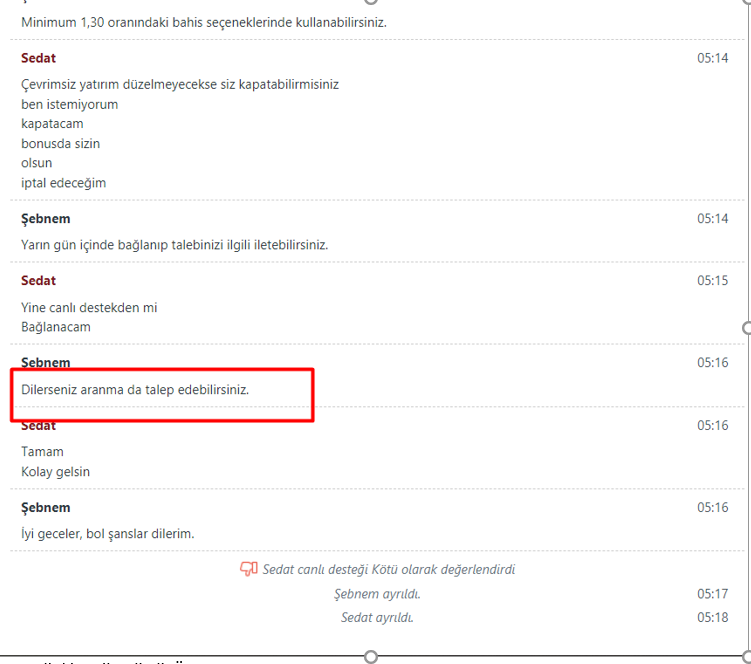 Minimum 1,30 oranındaki bahis seçeneklerinde kullanabilirsiniz.
Sedat 05:14
Çevrimsiz yatırım düzelmeyecekse siz kapatabilirmisiniz
ben istemiyorum
kapatacam
bonusda sizin
olsun
iptal edeceğim
Şebnem 05:14
Yarın gün içinde bağlanıp talebinizi ilgili iletebilirsiniz.
Sedat 05:15
Yine canlı destekden mi
Bağlanacam
Şebnem 05:16
Dilerseniz aranma da talep edebilirsiniz.
Sedat 05:16
Tamam
Kolay gelsin
Şebnem 05:16
İyi geceler, bol şanslar dilerim.
Sedat canlı desteği Kötü olarak değerlendirdi
Şebnem ayrıldı. 05:17
Sedat ayrıldı. 05:18